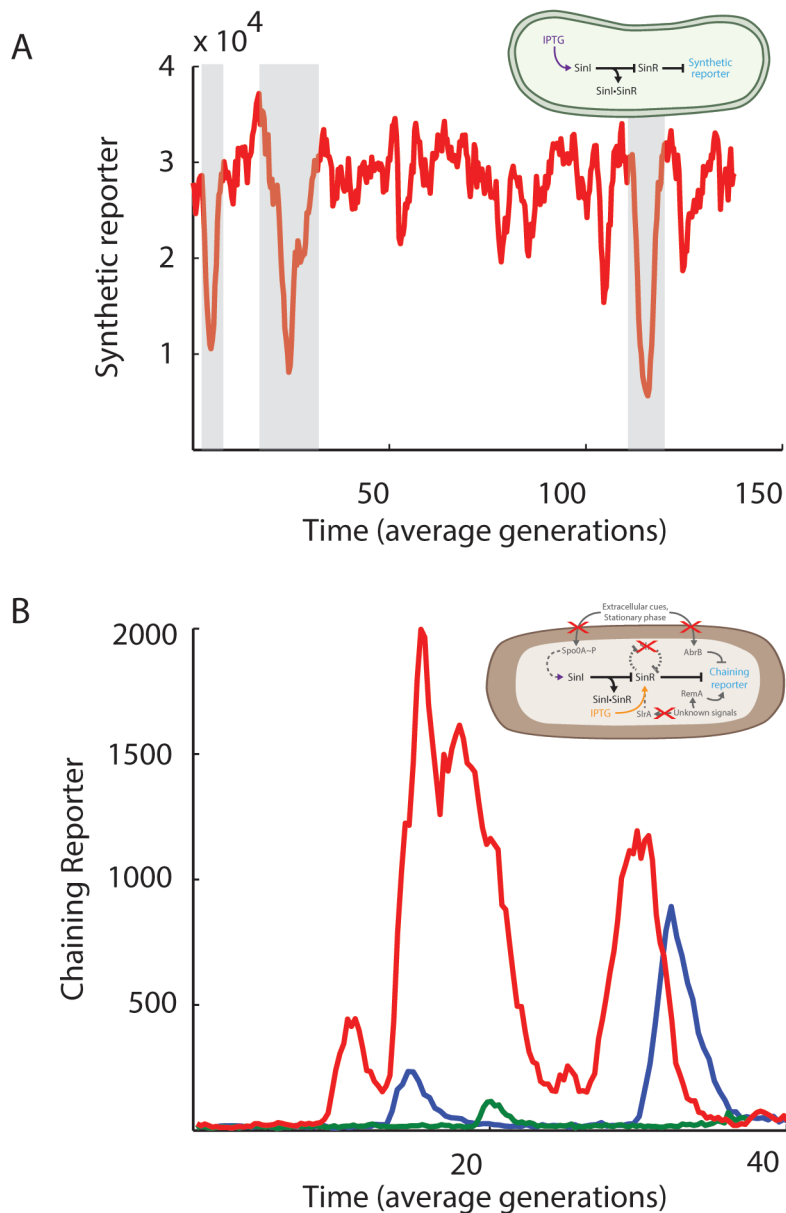 A
x 10⁴
4
3
2
1
Synthetic reporter
50
100
150
Time (average generations)
IPTG
SinI
SinR
Synthetic
reporter
SinI•SinR
B
2000
1500
1000
500
Chaining Reporter
20
40
Time (average generations)
Extracellular cues,
Stationary phase
Spo0A~P
AbrB
SinI
SinR
Chaining
reporter
SinI•SinR
RemA
IPTG
SlrA
Unknown signals